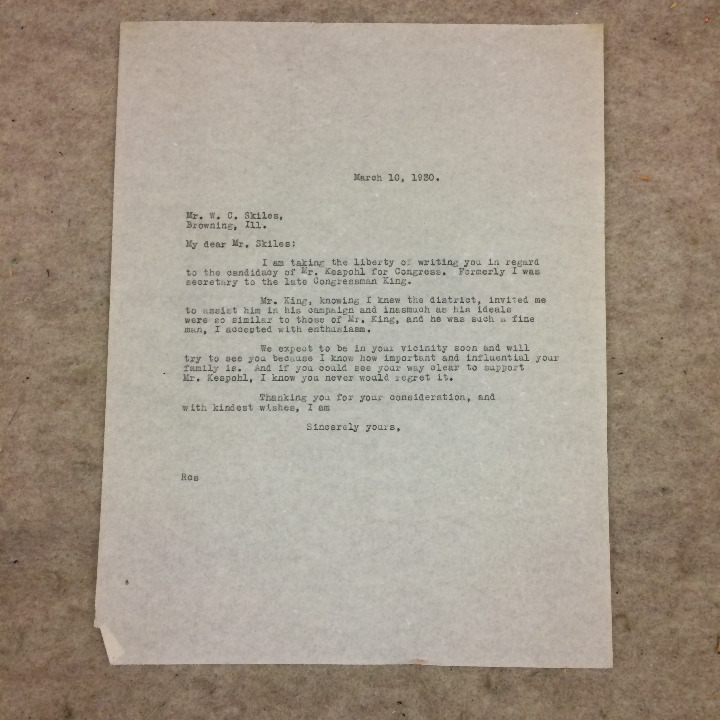 March 10, 1930.
Mr. W. C. Skiles,
Browning, Ill.
My dear Mr. Skiles:
I am taking the liberty of writing you in regard
to the candidacy of Mr. Kespohl for Congress. Formerly I was
secretary to the late Congressman King.
Mr. King, knowing I knew the district, invited me
to assist him in his campaign and inasmuch as his ideals
were so similar to those of Mr. King, and he was such a fine
man, I accepted with enthusiasm.
We expect to be in your vicinity soon and will
try to see you because I know how important and influential your
family is. And if you could see your way clear to support
Mr. Kespohl, I know you never would regret it.
Thanking you for your consideration, and
with kindest wishes, I am
Sincerely yours,
Rcs